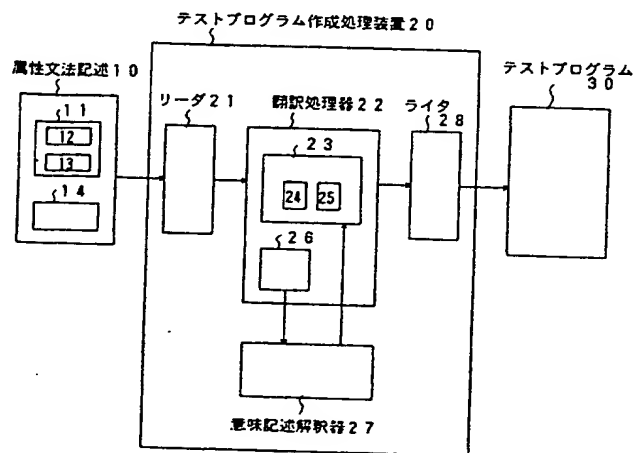 テストプログラム作成処理装置20
属性文法記述10
11
12
13
14
リーダ21
翻訳処理器22
23
24
25
26
ライタ
28
テストプログラム
30
意味記述解釈器27